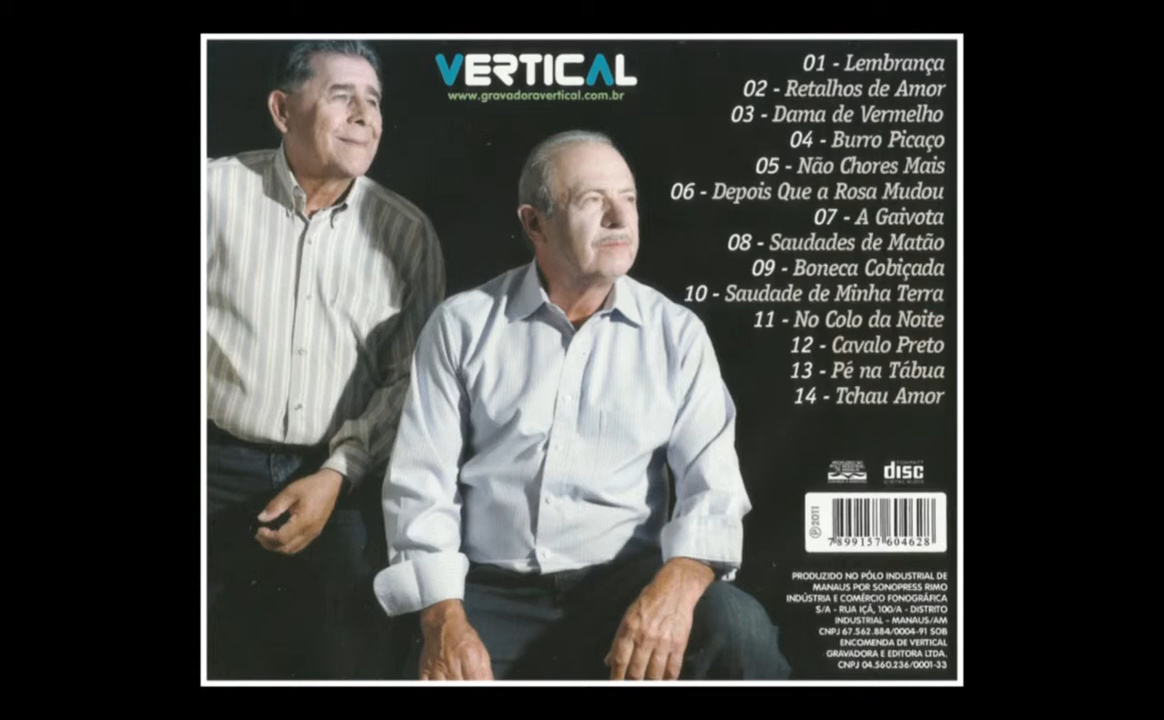 VERTICAL
www.gravadoravertical.com.br
01 - Lembrança
02 - Retalhos de Amor
03 - Dama de Vermelho
04 - Burro Picaço
05 - Não Chores Mais
06 - Depois Que a Rosa Mudou
07 - A Gaivota
08 - Saudades de Matão
09 - Boneca Cobiçada
10 - Saudade de Minha Terra
11 - No Colo da Noite
12 - Cavalo Preto
13 - Pé na Tábua
14 - Tchau Amor
COMPACT
disc
DIGITAL AUDIO
℗2011
7 899157 604628
PRODUZIDO NO PÓLO INDUSTRIAL DE
MANAUS POR SONOPRESS RIMO
INDÚSTRIA E COMÉRCIO FONOGRÁFICA
S/A - RUA IÇÁ, 100/A - DISTRITO
INDUSTRIAL - MANAUS/AM
CNPJ 67.562.884/0004-91 SOB
ENCOMENDA DE VERTICAL
GRAVADORA E EDITORA LTDA.
CNPJ 04.560.236/0001-33